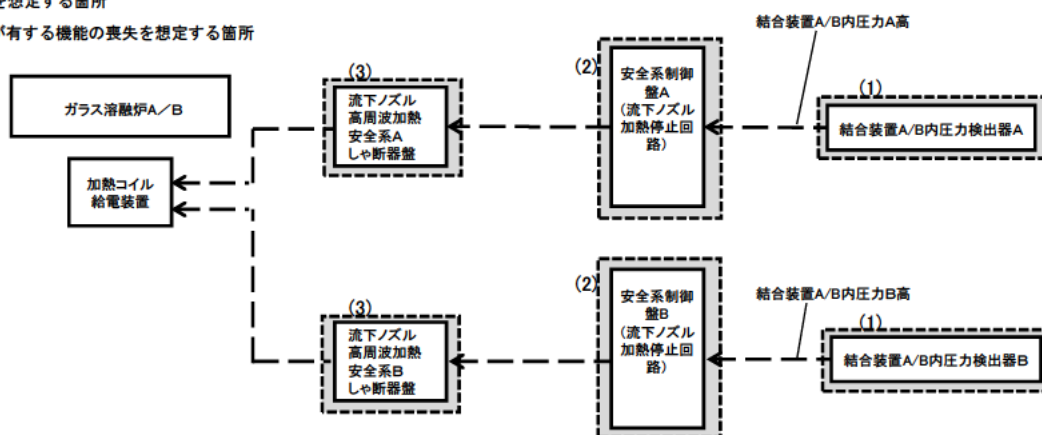 を想定する箇所
が有する機能の喪失を想定する箇所
結合装置A/B内圧力A高
(3)
(2)
(1)
ガラス溶融炉A/B
流下ノズル
高周波加熱
安全系A
しゃ断器盤
安全系制御
盤A
(流下ノズル
加熱停止回
路)
結合装置A/B内圧力検出器A
加熱コイル
給電装置
(3)
(2)
(1)
結合装置A/B内圧力B高
流下ノズル
高周波加熱
安全系B
しゃ断器盤
安全系制御
盤B
(流下ノズル
加熱停止回
路)
結合装置A/B内圧力検出器B